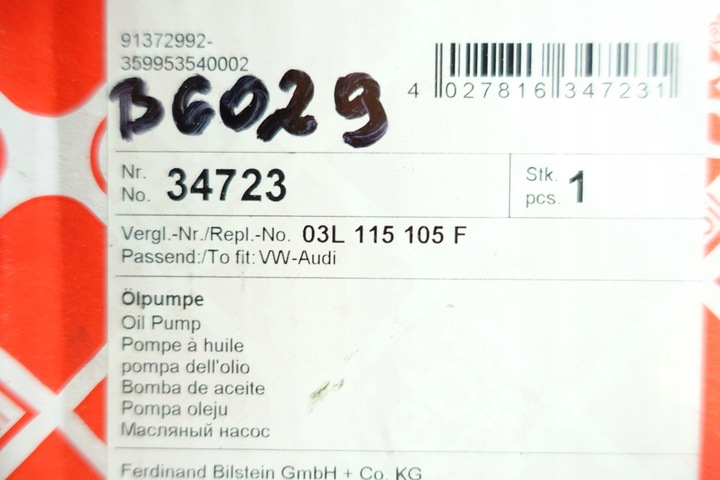 91372992-
359953540002
B6029
4 027816 347231
Nr.
No. 34723
Stk.
pcs. 1
Vergl.-Nr./Repl.-No. 03L 115 105 F
Passend:/To fit: VW-Audi
Ölpumpe
Oil Pump
Pompe à huile
pompa dell'olio
Bomba de aceite
Pompa oleju
Масляный насос
Ferdinand Bilstein GmbH + Co. KG